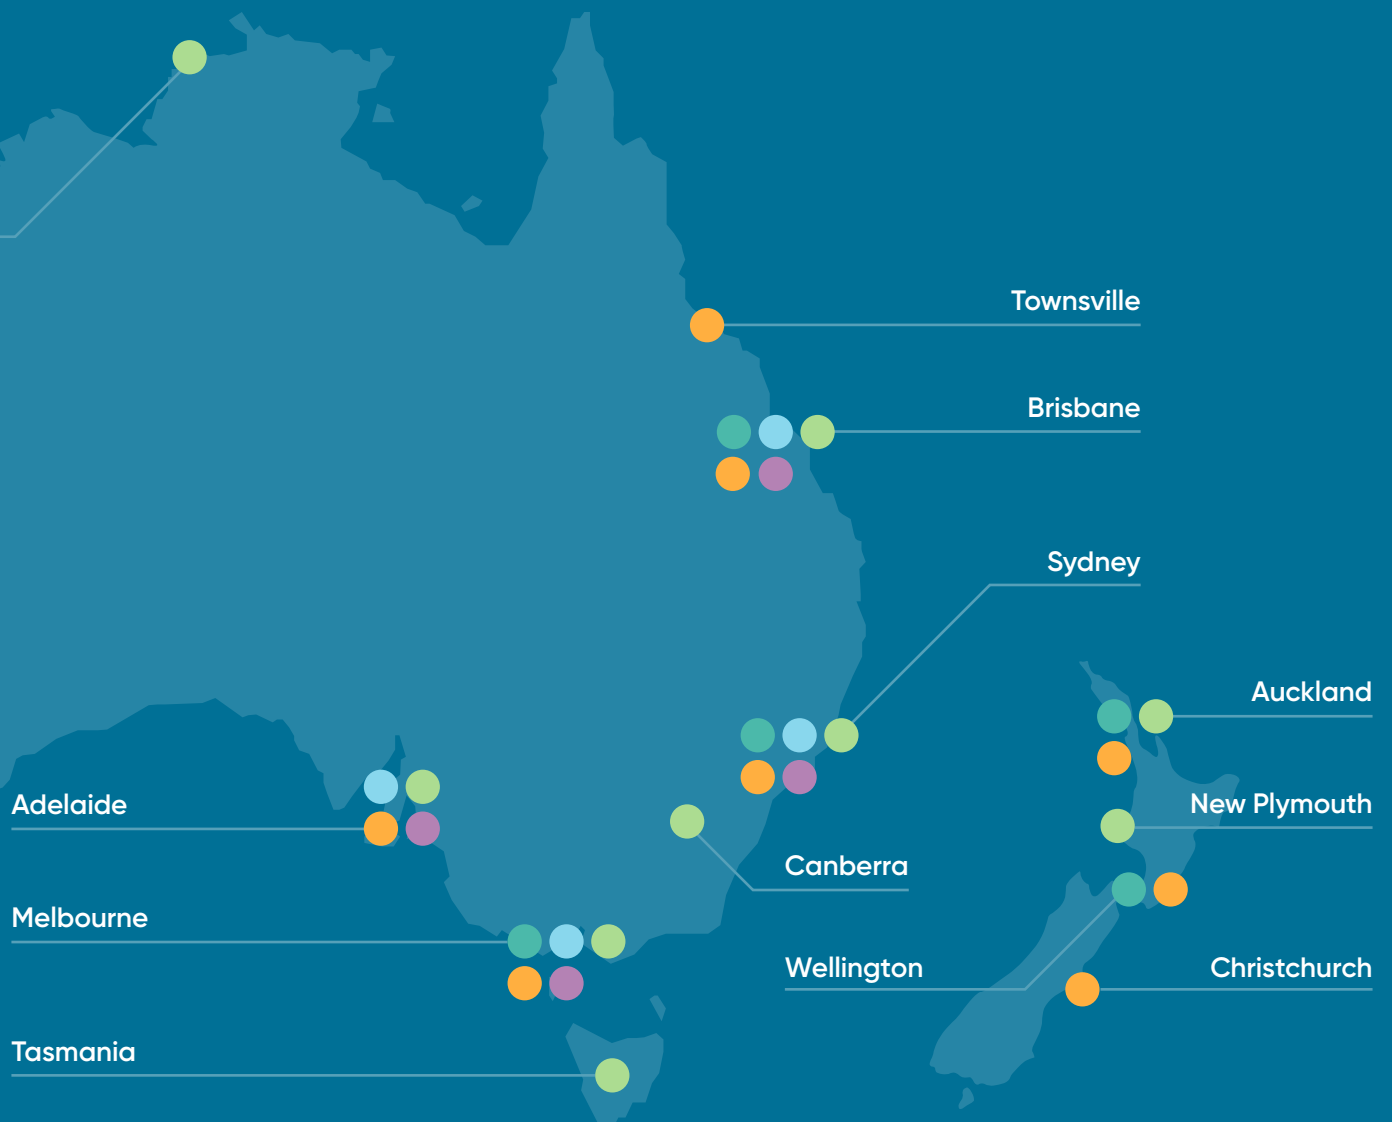 Townsville
Brisbane
Sydney
Auckland
New Plymouth
Adelaide
Canberra
Melbourne
Wellington
Christchurch
Tasmania